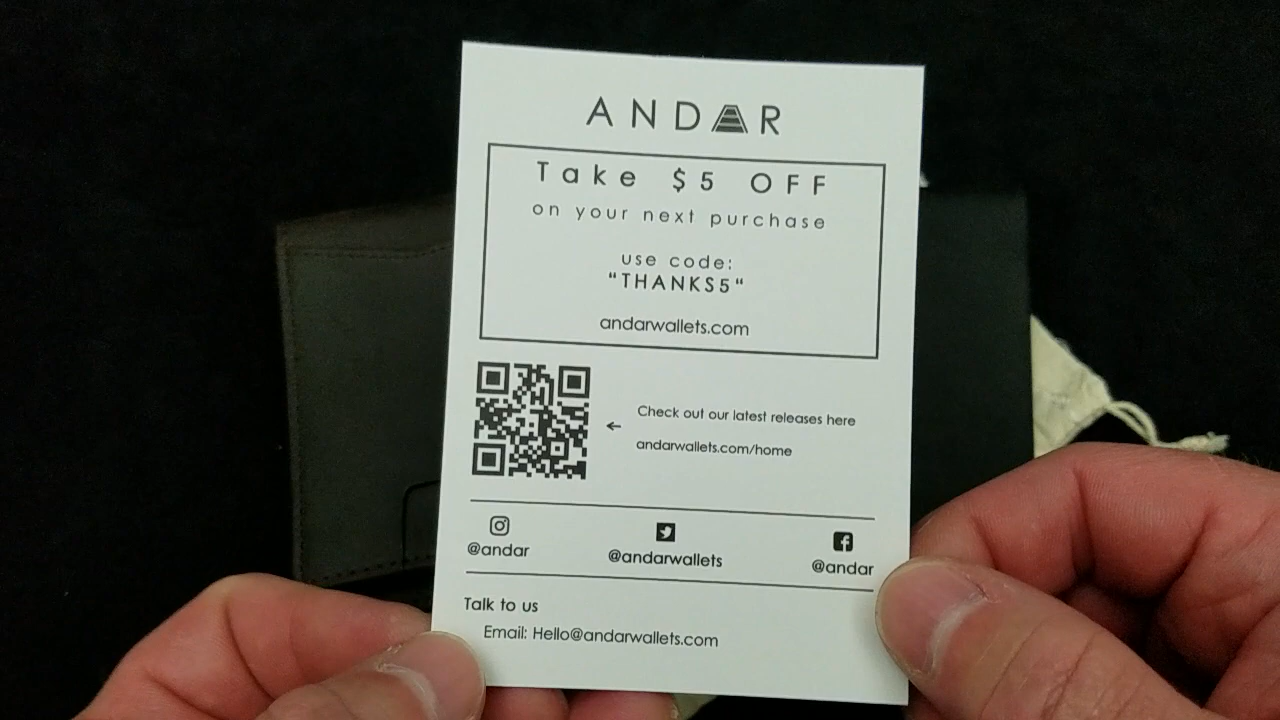 ANDAR
Take $5 OFF
on your next purchase
use code:
"THANKS5"
andarwallets.com
Check out our latest releases here
andarwallets.com/home
@andar
@andarwallets
@andar
Talk to us
Email: Hello@andarwallets.com